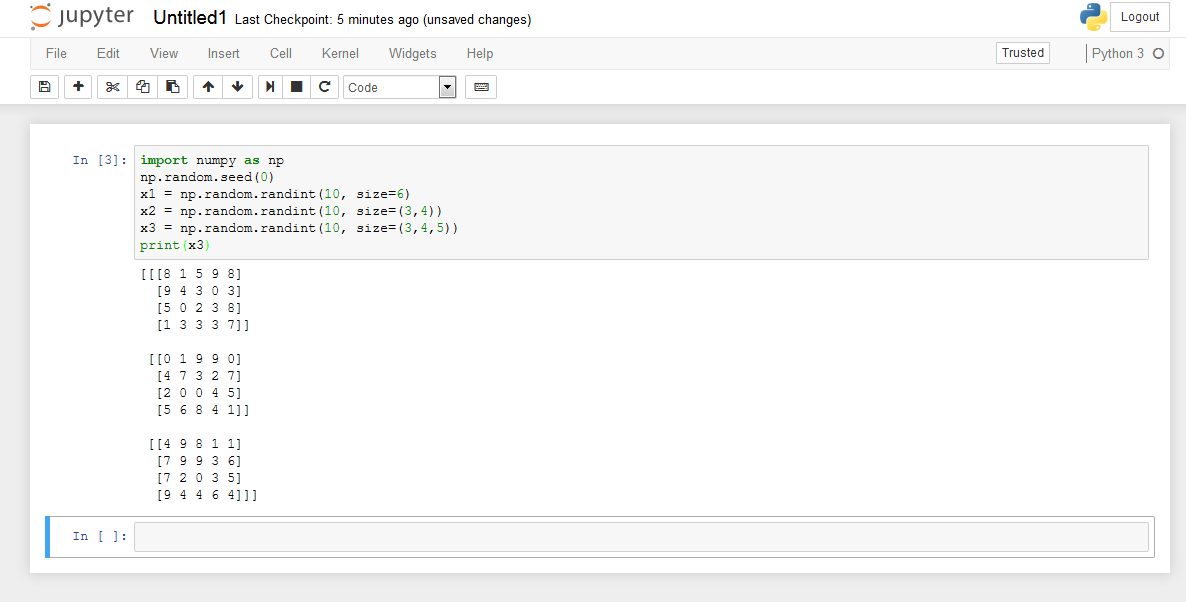 jupyter Untitled1 Last Checkpoint: 5 minutes ago (unsaved changes) Logout
File Edit View Insert Cell Kernel Widgets Help Trusted Python 3
Code
In [3]: import numpy as np
np.random.seed(0)
x1 = np.random.randint(10, size=6)
x2 = np.random.randint(10, size=(3,4))
x3 = np.random.randint(10, size=(3,4,5))
print(x3)
[[[8 1 5 9 8]
[9 4 3 0 3]
[5 0 2 3 8]
[1 3 3 3 7]]
[[0 1 9 9 0]
[4 7 3 2 7]
[2 0 0 4 5]
[5 6 8 4 1]]
[[4 9 8 1 1]
[7 9 9 3 6]
[7 2 0 3 5]
[9 4 4 6 4]]]
In [ ]: